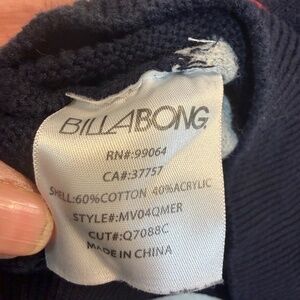 BILLABONG
RN#:99064
CA#:37757
SHELL:60%COTTON 40%ACRYLIC
STYLE#:MV04QMER
CUT#:Q7088C
MADE IN CHINA